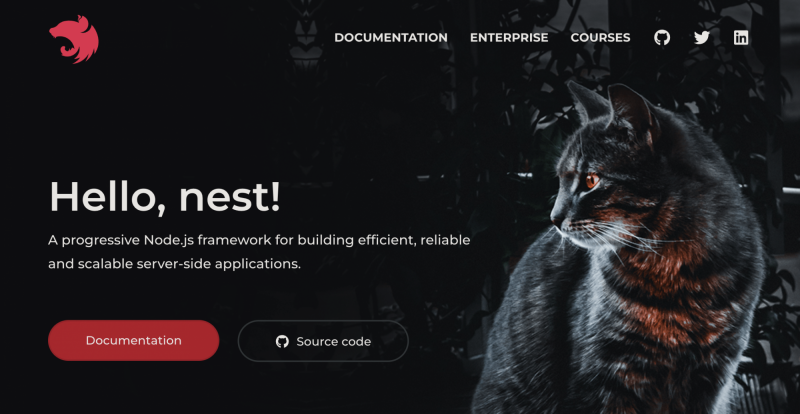 DOCUMENTATION ENTERPRISE COURSES
Hello, nest!
A progressive Node.js framework for building efficient, reliable
and scalable server-side applications.
Documentation Source code